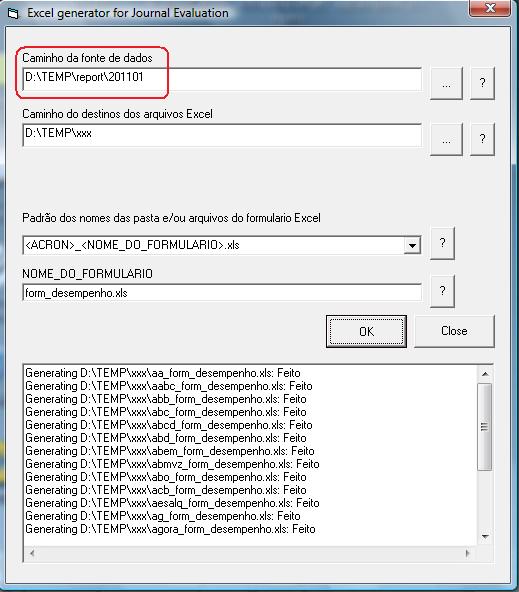 Excel generator for Journal Evaluation
Caminho da fonte de dados
D:\TEMP\report\201101
...
?
Caminho do destinos dos arquivos Excel
D:\TEMP\xxx
...
?
Padrão dos nomes das pasta e/ou arquivos do formulario Excel
<ACRON>_<NOME_DO_FORMULARIO>.xls
?
NOME_DO_FORMULARIO
form_desempenho.xls
?
OK
Close
Generating D:\TEMP\xxx\aa_form_desempenho.xls: Feito
Generating D:\TEMP\xxx\aabc_form_desempenho.xls: Feito
Generating D:\TEMP\xxx\abb_form_desempenho.xls: Feito
Generating D:\TEMP\xxx\abc_form_desempenho.xls: Feito
Generating D:\TEMP\xxx\abcd_form_desempenho.xls: Feito
Generating D:\TEMP\xxx\abd_form_desempenho.xls: Feito
Generating D:\TEMP\xxx\abem_form_desempenho.xls: Feito
Generating D:\TEMP\xxx\abmvz_form_desempenho.xls: Feito
Generating D:\TEMP\xxx\abo_form_desempenho.xls: Feito
Generating D:\TEMP\xxx\acb_form_desempenho.xls: Feito
Generating D:\TEMP\xxx\aesalq_form_desempenho.xls: Feito
Generating D:\TEMP\xxx\ag_form_desempenho.xls: Feito
Generating D:\TEMP\xxx\agora_form_desempenho.xls: Feito